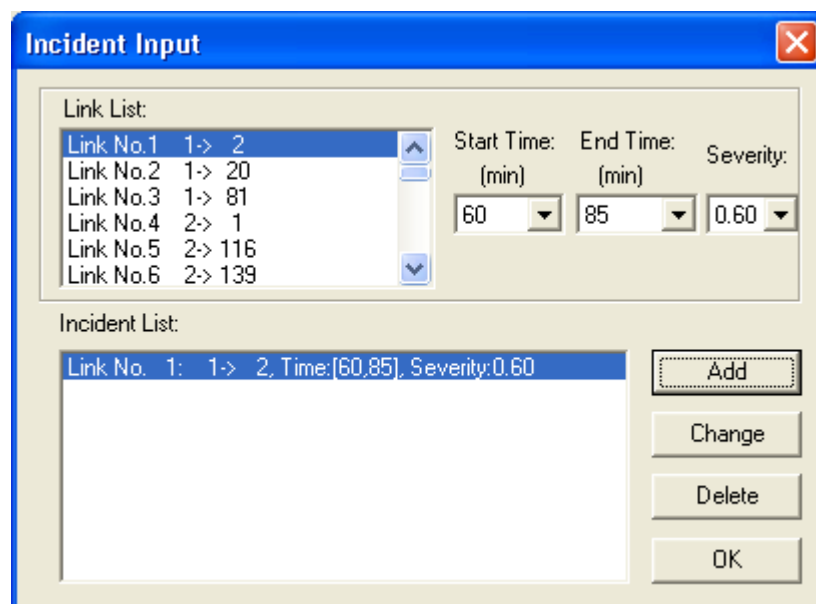 Incident Input
Link List:
Link No.1 1-> 2
Link No.2 1-> 20
Link No.3 1-> 81
Link No.4 2-> 1
Link No.5 2-> 116
Link No.6 2-> 139
Start Time:
(min)
60
End Time:
(min)
85
Severity:
0.60
Incident List:
Link No. 1: 1-> 2, Time:[60,85], Severity:0.60
Add
Change
Delete
OK